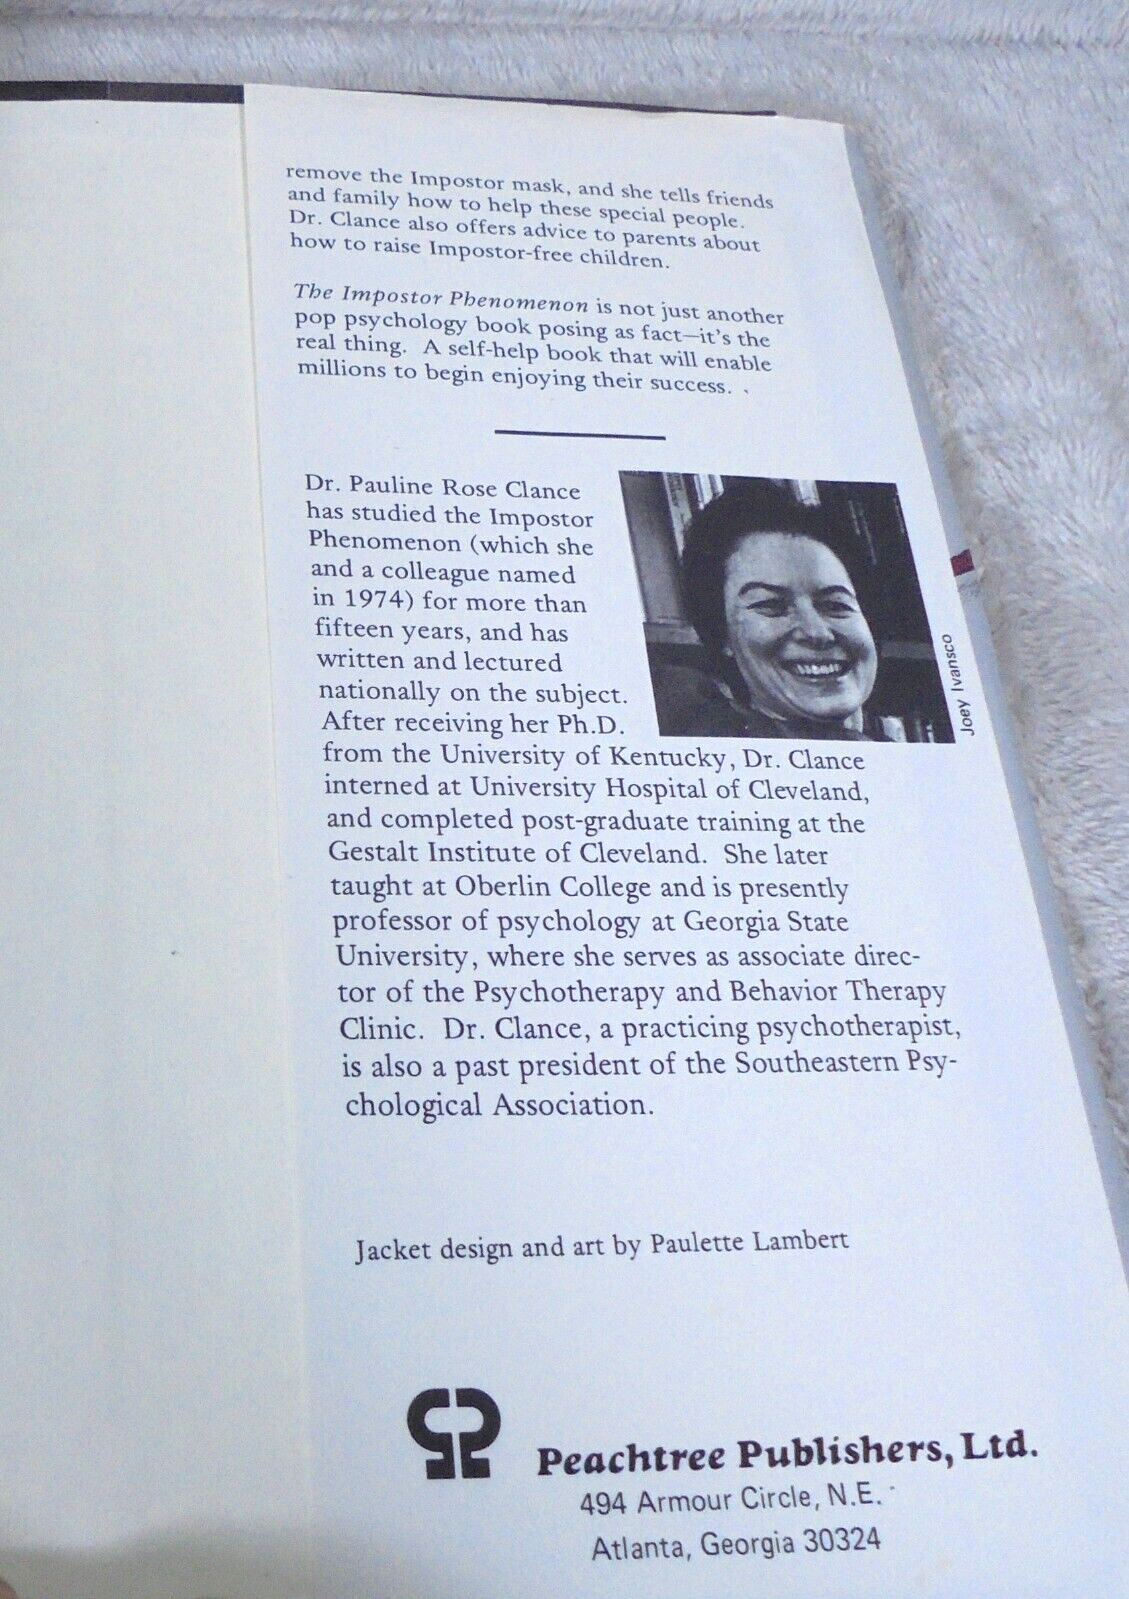 remove the Impostor mask, and she tells friends
and family how to help these special people.
Dr. Clance also offers advice to parents about
how to raise Impostor-free children.
The Impostor Phenomenon is not just another
pop psychology book posing as fact—it's the
real thing. A self-help book that will enable
millions to begin enjoying their success. .
Dr. Pauline Rose Clance
has studied the Impostor
Phenomenon (which she
and a colleague named
in 1974) for more than
fifteen years, and has
written and lectured
nationally on the subject.
After receiving her Ph.D.
from the University of Kentucky, Dr. Clance
interned at University Hospital of Cleveland,
and completed post-graduate training at the
Gestalt Institute of Cleveland. She later
taught at Oberlin College and is presently
professor of psychology at Georgia State
University, where she serves as associate direc-
tor of the Psychotherapy and Behavior Therapy
Clinic. Dr. Clance, a practicing psychotherapist,
is also a past president of the Southeastern Psy-
chological Association.
Joey Ivansco
Jacket design and art by Paulette Lambert
Peachtree Publishers, Ltd.
494 Armour Circle, N.E.
Atlanta, Georgia 30324